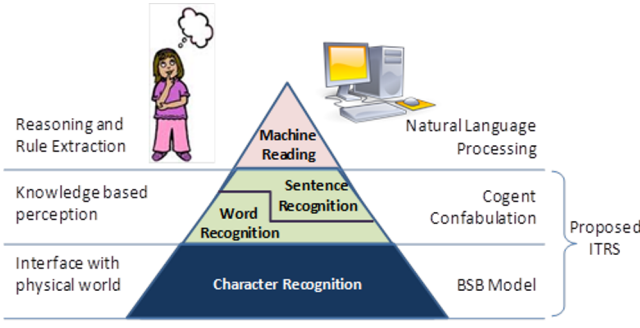 Reasoning and
Rule Extraction
Machine
Reading
Natural Language
Processing
Knowledge based
perception
Sentence
Recognition
Word
Recognition
Cogent
Confabulation
Proposed
ITRS
Interface with
physical world
Character Recognition
BSB Model